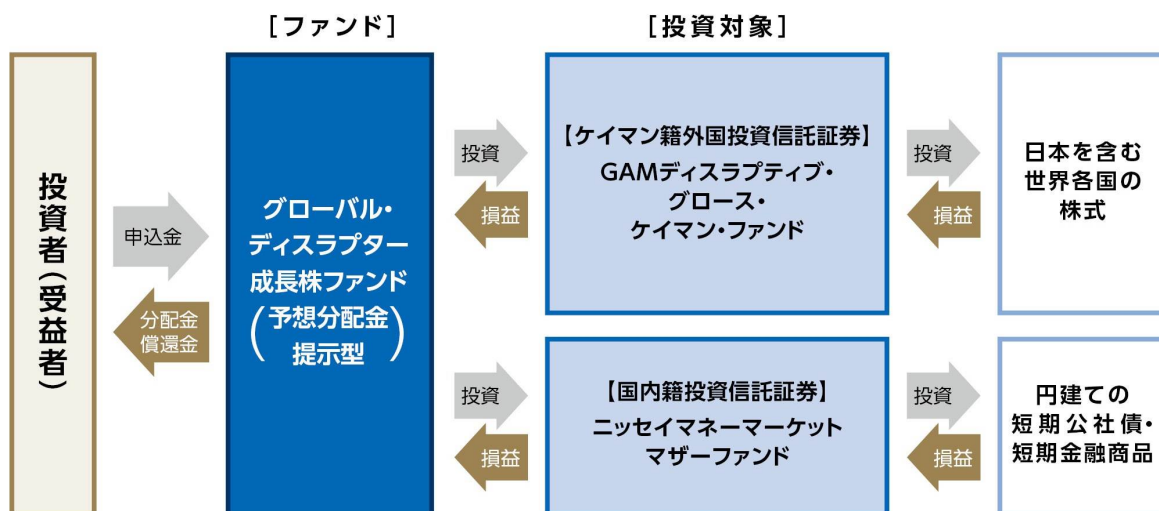 ［ファンド］
［投資対象］
投資者（受益者）
申込金
分配金
償還金
グローバル・
ディスラプター
成長株ファンド
（予想分配金
提示型）
投資
損益
【ケイマン籍外国投資信託証券】
GAMディスラプティブ・
グロース・
ケイマン・ファンド
投資
損益
日本を含む
世界各国の
株式
投資
損益
【国内籍投資信託証券】
ニッセイマネーマーケット
マザーファンド
投資
損益
円建ての
短期公社債・
短期金融商品